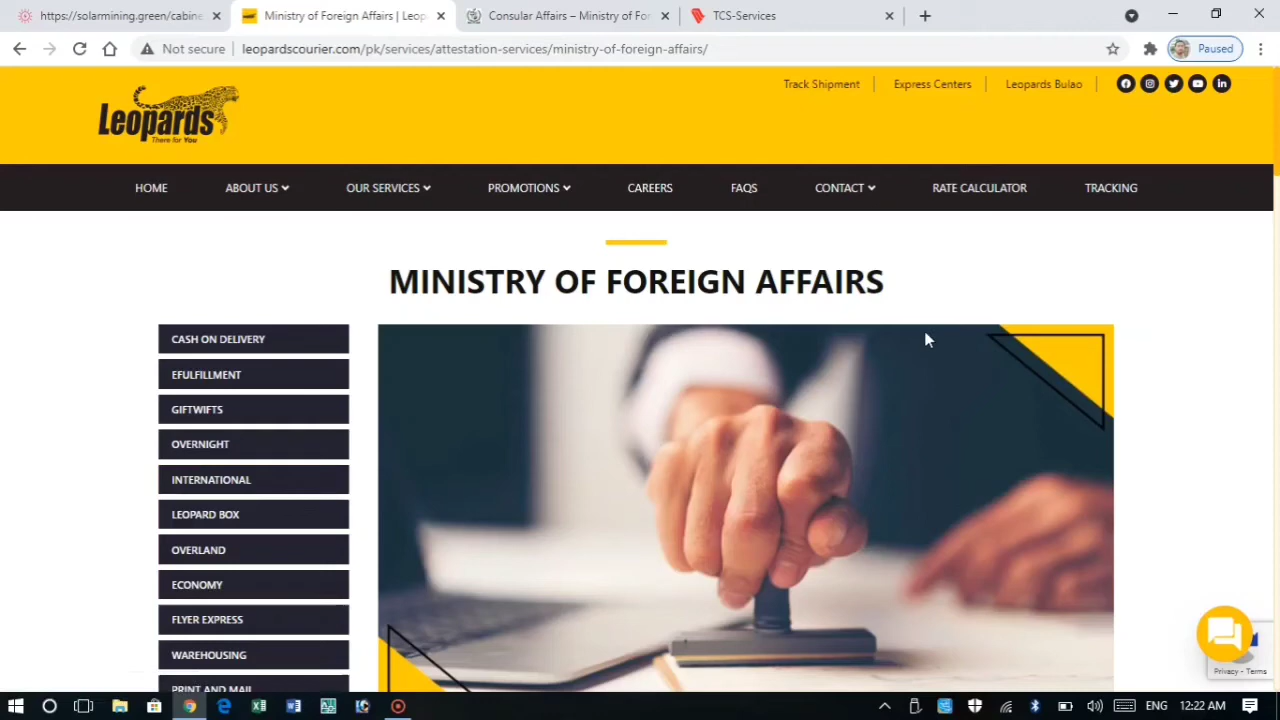 https://solarmining.green/cabine
Ministry of Foreign Affairs | Leop
Consular Affairs – Ministry of For
TCS-Services
Not secure
leopardscourier.com/pk/services/attestation-services/ministry-of-foreign-affairs/
Paused
Track Shipment
Express Centers
Leopards Bulao
Leopards
There for You
HOME
ABOUT US
OUR SERVICES
PROMOTIONS
CAREERS
FAQS
CONTACT
RATE CALCULATOR
TRACKING
MINISTRY OF FOREIGN AFFAIRS
CASH ON DELIVERY
EFULFILLMENT
GIFTWIFTS
OVERNIGHT
INTERNATIONAL
LEOPARD BOX
OVERLAND
ECONOMY
FLYER EXPRESS
WAREHOUSING
PRINT AND MAIL
Privacy - Terms
ENG
12:22 AM